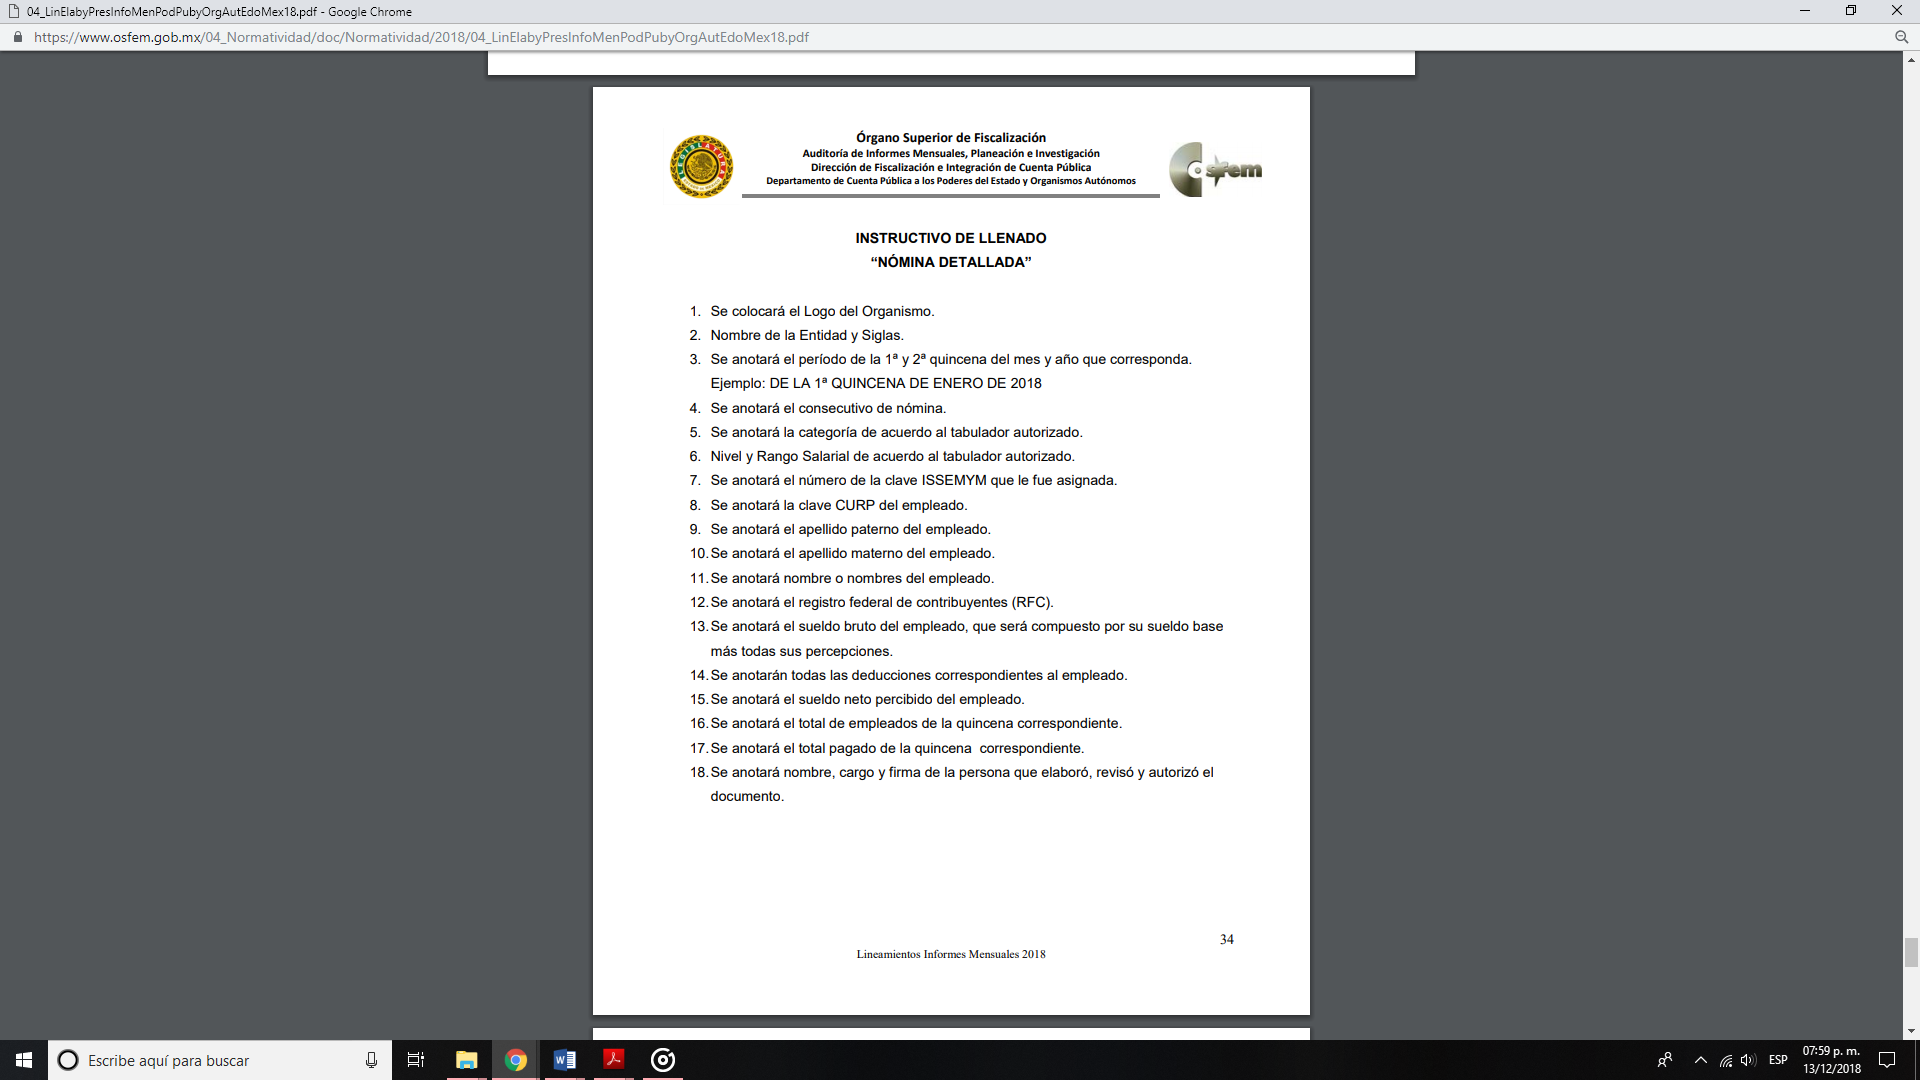 04_LinElabyPresInfoMenPodPubyOrgAutEdoMex18.pdf - Google Chrome
https://www.osfem.gob.mx/04_Normatividad/doc/Normatividad/2018/04_LinElabyPresInfoMenPodPubyOrgAutEdoMex18.pdf
Órgano Superior de Fiscalización
Auditoría de Informes Mensuales, Planeación e Investigación
Dirección de Fiscalización e Integración de Cuenta Pública
Departamento de Cuenta Pública a los Poderes del Estado y Organismos Autónomos
LEGISLATURA
osfem
INSTRUCTIVO DE LLENADO
“NÓMINA DETALLADA”
1. Se colocará el Logo del Organismo.
2. Nombre de la Entidad y Siglas.
3. Se anotará el período de la 1ª y 2ª quincena del mes y año que corresponda.
Ejemplo: DE LA 1ª QUINCENA DE ENERO DE 2018
4. Se anotará el consecutivo de nómina.
5. Se anotará la categoría de acuerdo al tabulador autorizado.
6. Nivel y Rango Salarial de acuerdo al tabulador autorizado.
7. Se anotará el número de la clave ISSEMYM que le fue asignada.
8. Se anotará la clave CURP del empleado.
9. Se anotará el apellido paterno del empleado.
10. Se anotará el apellido materno del empleado.
11. Se anotará nombre o nombres del empleado.
12. Se anotará el registro federal de contribuyentes (RFC).
13. Se anotará el sueldo bruto del empleado, que será compuesto por su sueldo base
más todas sus percepciones.
14. Se anotarán todas las deducciones correspondientes al empleado.
15. Se anotará el sueldo neto percibido del empleado.
16. Se anotará el total de empleados de la quincena correspondiente.
17. Se anotará el total pagado de la quincena  correspondiente.
18. Se anotará nombre, cargo y firma de la persona que elaboró, revisó y autorizó el
documento.
34
Lineamientos Informes Mensuales 2018
Escribe aquí para buscar
ESP
07:59 p. m.
13/12/2018